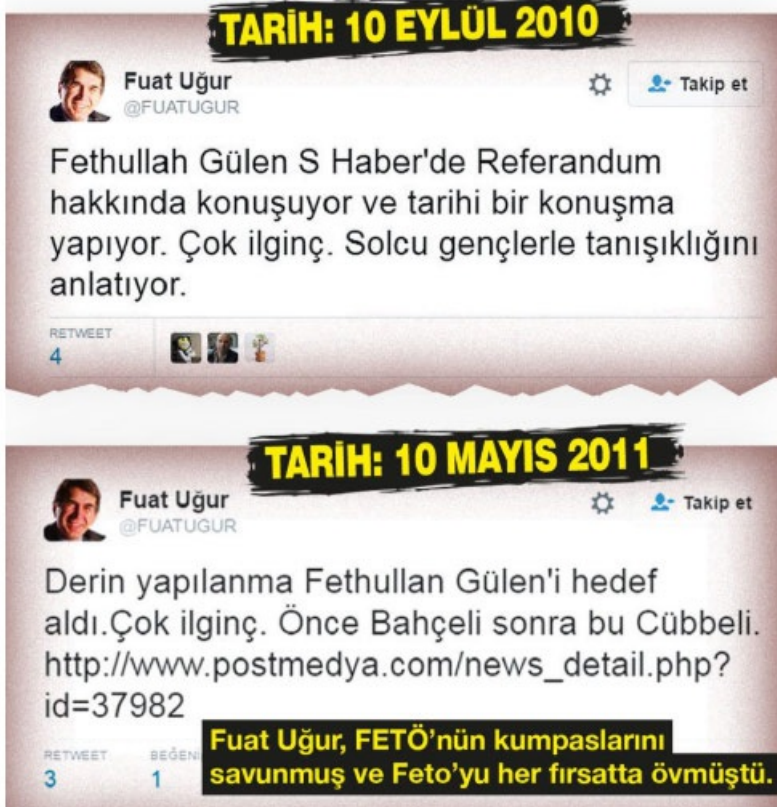 TARİH: 10 EYLÜL 2010
Fuat Uğur
@FUATUGUR
Takip et
Fethullah Gülen S Haber'de Referandum
hakkında konuşuyor ve tarihi bir konuşma
yapıyor. Çok ilginç. Solcu gençlerle tanışıklığını
anlatıyor.
RETWEET
4
TARİH: 10 MAYIS 2011
Fuat Uğur
@FUATUGUR
Takip et
Derin yapılanma Fethullan Gülen'i hedef
aldı.Çok ilginç. Önce Bahçeli sonra bu Cübbeli.
http://www.postmedya.com/news_detail.php?
id=37982
RETWEET BEĞENİ
3 1
Fuat Uğur, FETÖ'nün kumpaslarını
savunmuş ve Feto'yu her fırsatta övmüştü.